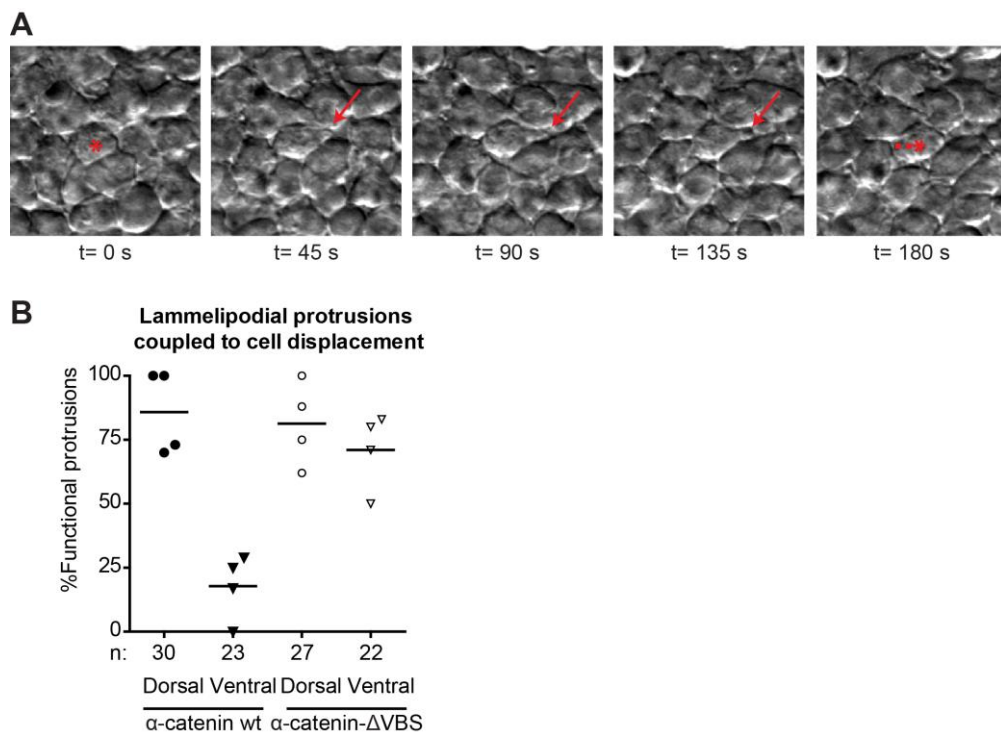 A
t= 0 s
t= 45 s
t= 90 s
t= 135 s
t= 180 s
B
Lammelipodial protrusions
coupled to cell displacement
%Functional protrusions
100
75
50
25
0
n: 30 23 27 22
Dorsal Ventral Dorsal Ventral
α-catenin wt α-catenin-ΔVBS